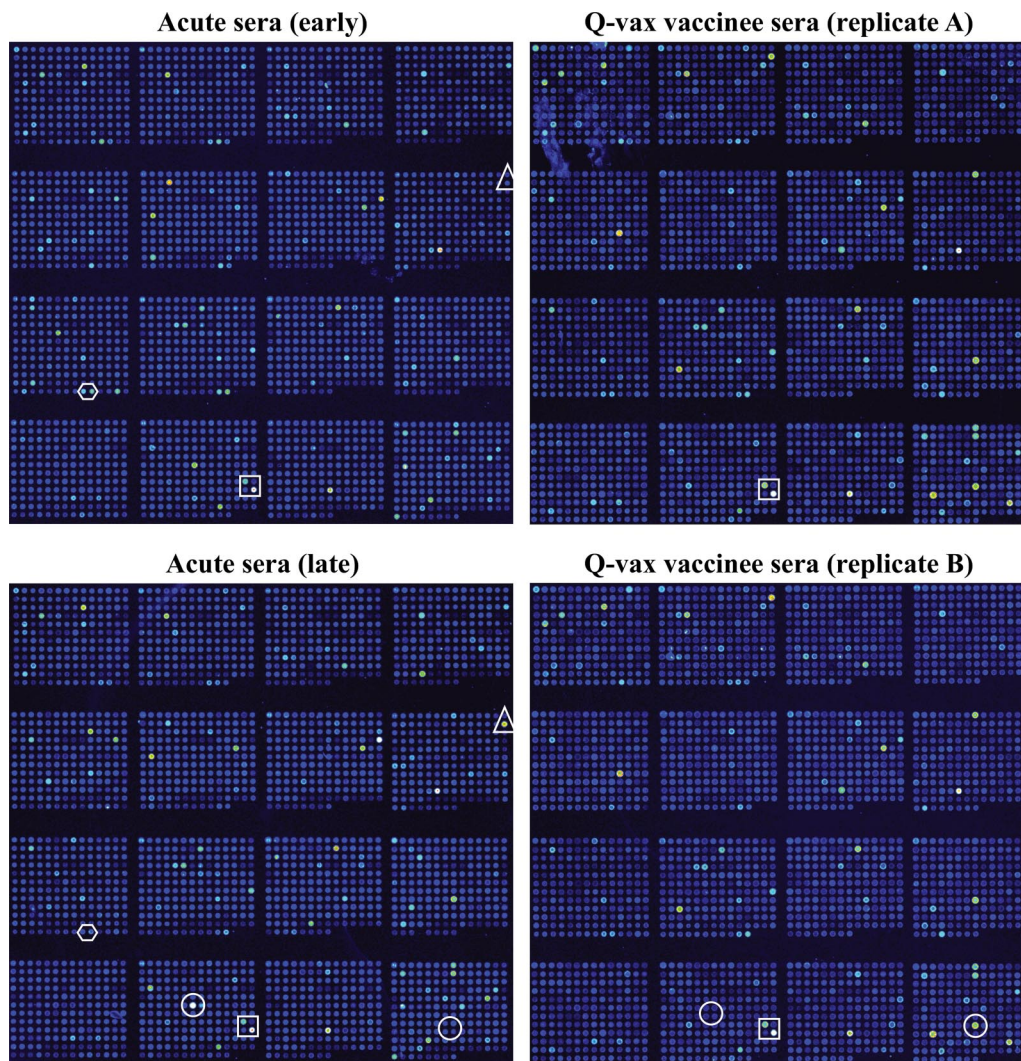 Acute sera (early)
Q-vax vaccinee sera (replicate A)
Acute sera (late)
Q-vax vaccinee sera (replicate B)